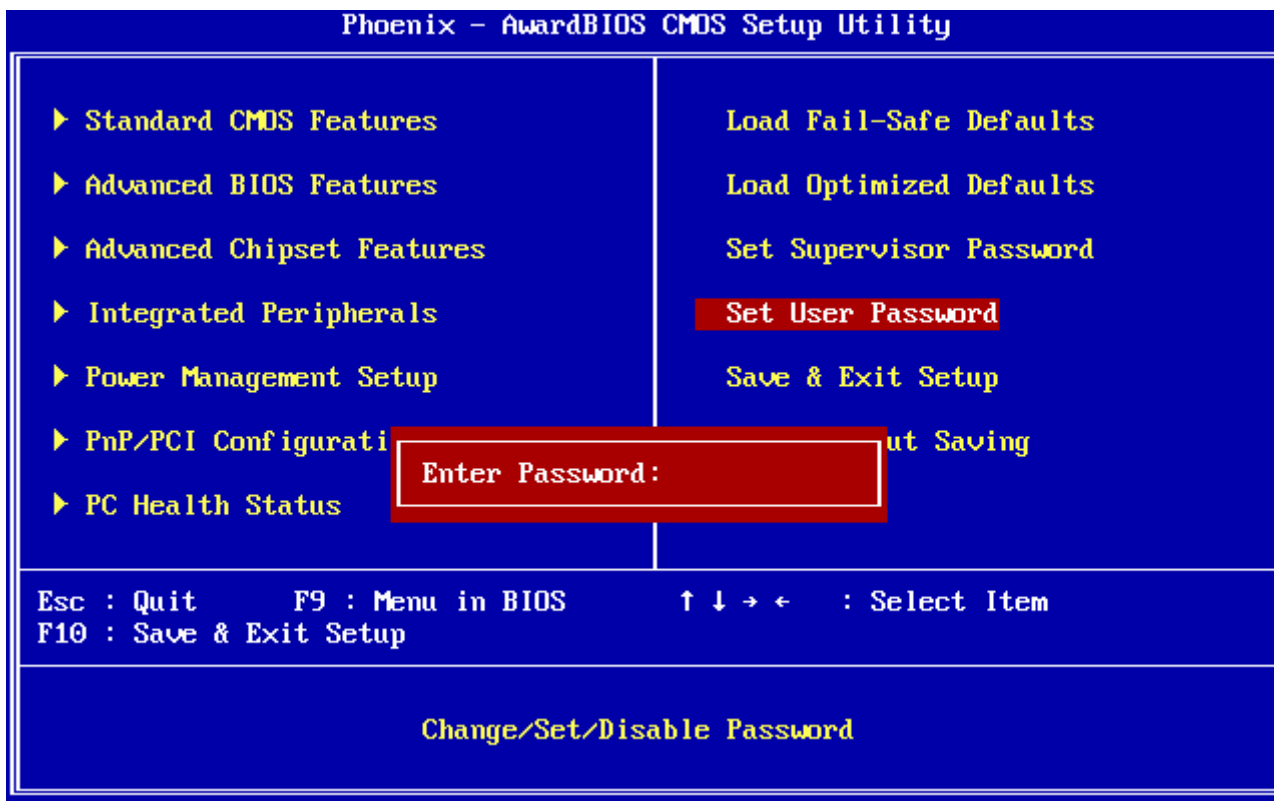 Phoenix - AwardBIOS CMOS Setup Utility
Standard CMOS Features
Advanced BIOS Features
Advanced Chipset Features
Integrated Peripherals
Power Management Setup
PnP/PCI Configurati
PC Health Status
Load Fail-Safe Defaults
Load Optimized Defaults
Set Supervisor Password
Set User Password
Save & Exit Setup
ut Saving
Enter Password:
Esc : Quit F9 : Menu in BIOS ↑ ↓ → ← : Select Item
F10 : Save & Exit Setup
Change/Set/Disable Password